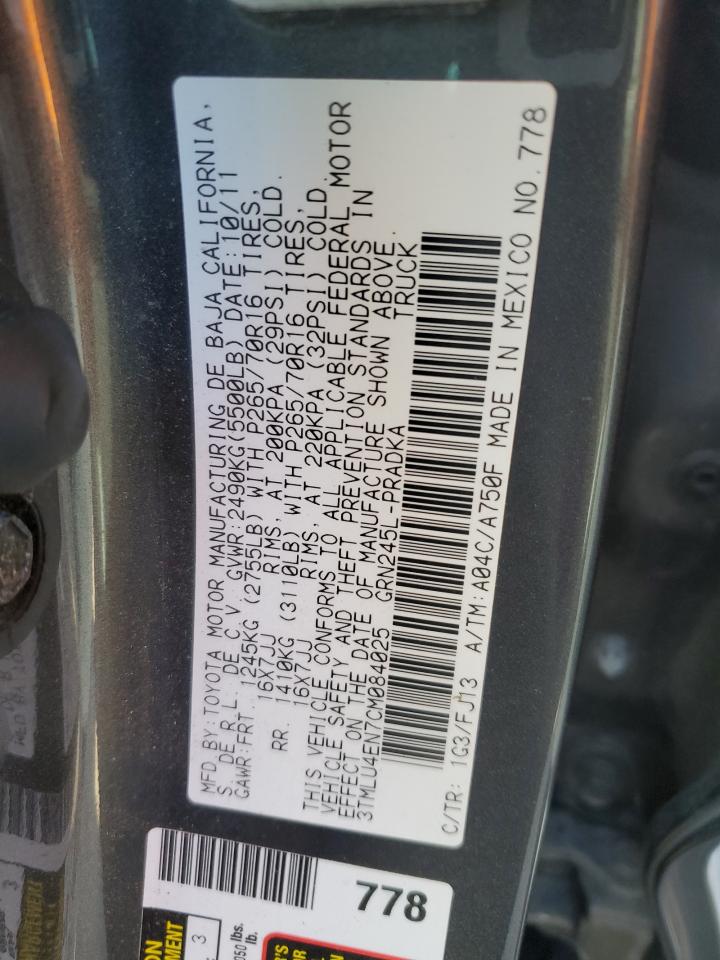 MFD.BY:TOYOTA MOTOR MANUFACTURING DE BAJA CALIFORNIA,
S. DE R.L. DE C.V GVWR:2490KG(5500LB) DATE:10/11
GAWR:FRT. 1245KG (2755LB) WITH P265/70R16 TIRES,
16X7JJ RIMS, AT 200KPA (29PSI) COLD.
RR. 1410KG (3110LB) WITH P265/70R16 TIRES,
16X7JJ RIMS, AT 220KPA (32PSI) COLD.
THIS VEHICLE CONFORMS TO ALL APPLICABLE FEDERAL MOTOR
VEHICLE SAFETY AND THEFT PREVENTION STANDARDS IN
EFFECT ON THE DATE OF MANUFACTURE SHOWN ABOVE.
3TMLU4EN7CM084025 GRN245L-PRADKA TRUCK
C/TR: 1G3/FJ13 A/TM:A04C/A750F MADE IN MEXICO NO.778
778
3
lbs.
lb.